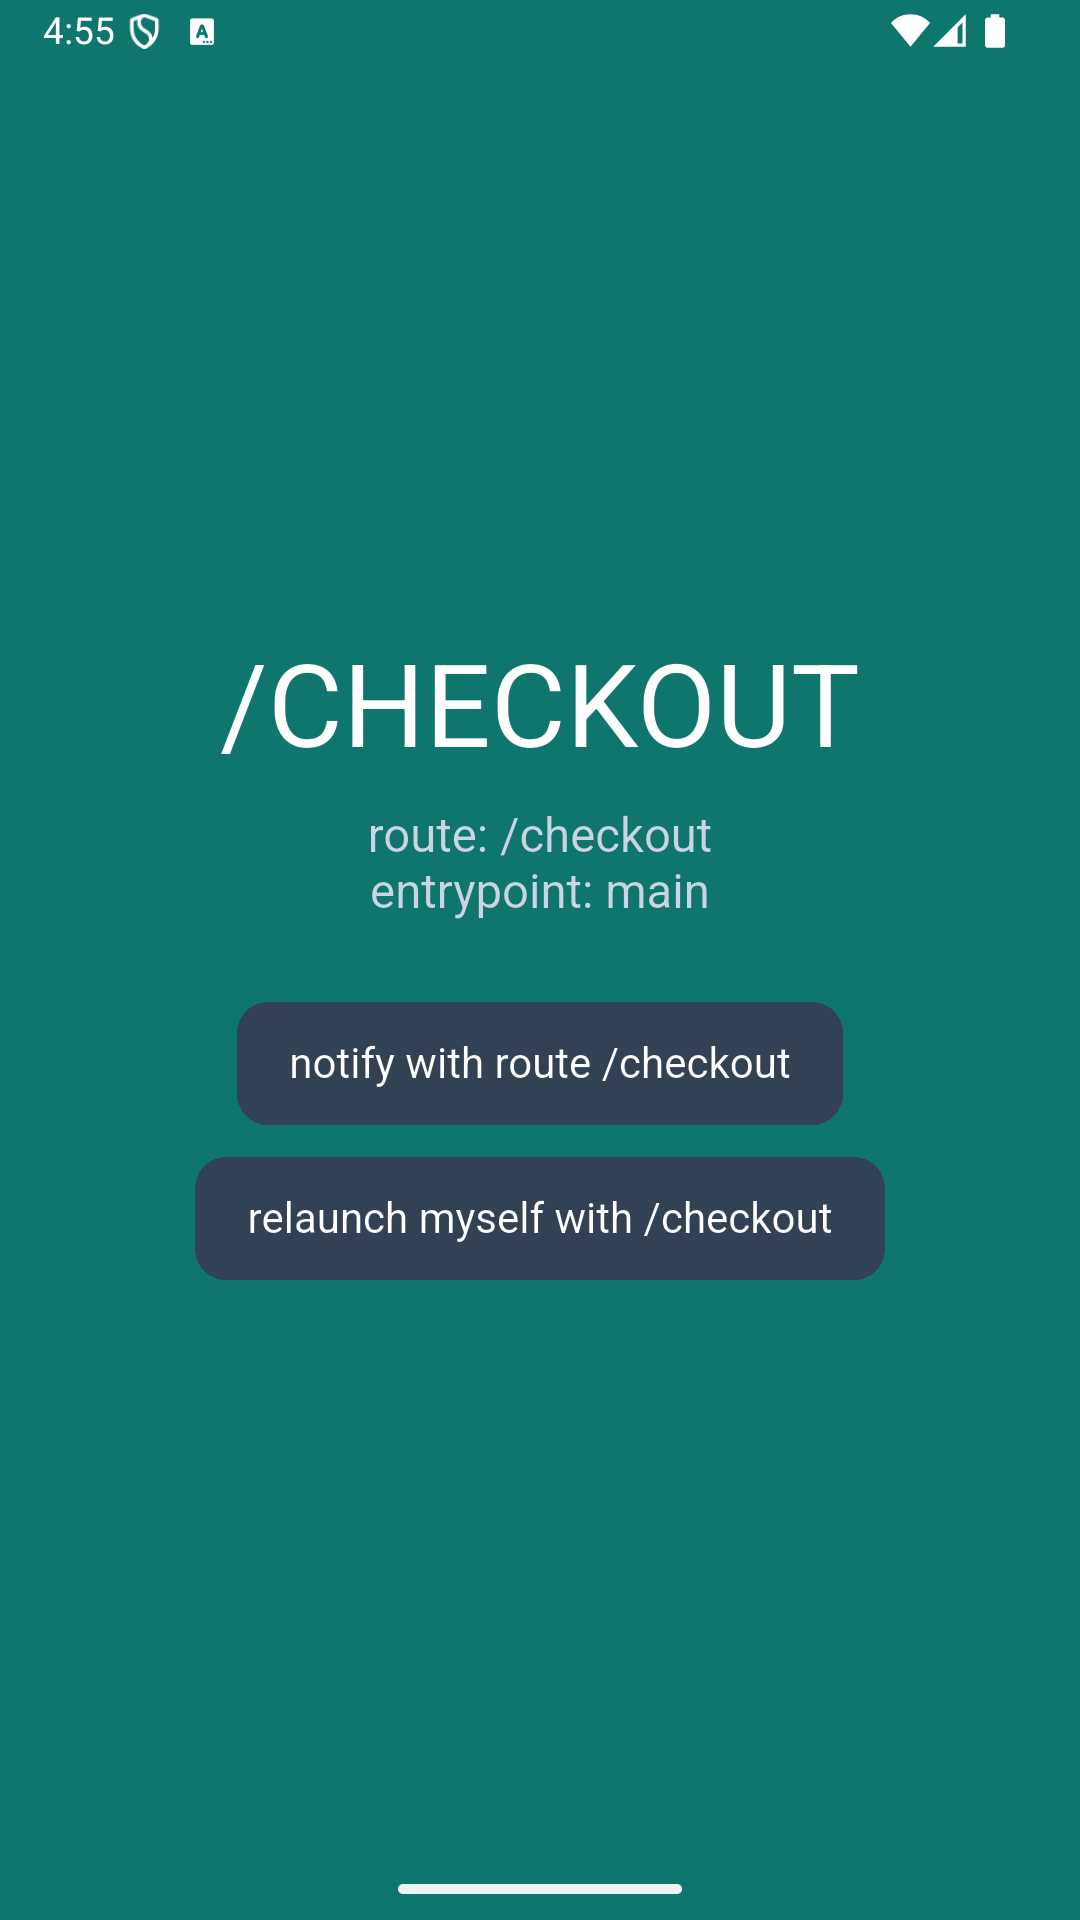 4:55
/CHECKOUT
route: /checkout
entrypoint: main
notify with route /checkout
relaunch myself with /checkout